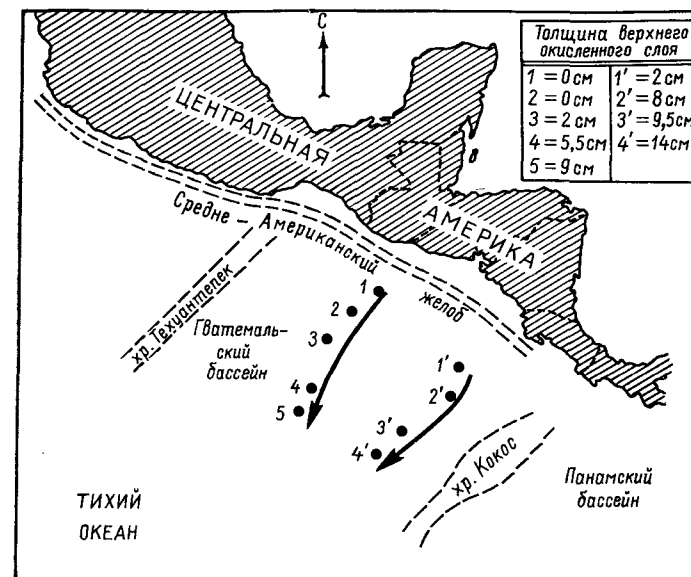 С
Толщина верхнего
окисленного слоя
1 = 0 см 1' = 2 см
2 = 0 см 2' = 8 см
3 = 2 см 3' = 9,5 см
4 = 5,5 см 4' = 14 см
5 = 9 см
ЦЕНТРАЛЬНАЯ
АМЕРИКА
Средне – Американский
желоб
хр. Техуантепек
Гватемаль-
ский
бассейн
1
2
3
4
5
1'
2'
3'
4'
хр. Кокос
Панамский
бассейн
ТИХИЙ
ОКЕАН